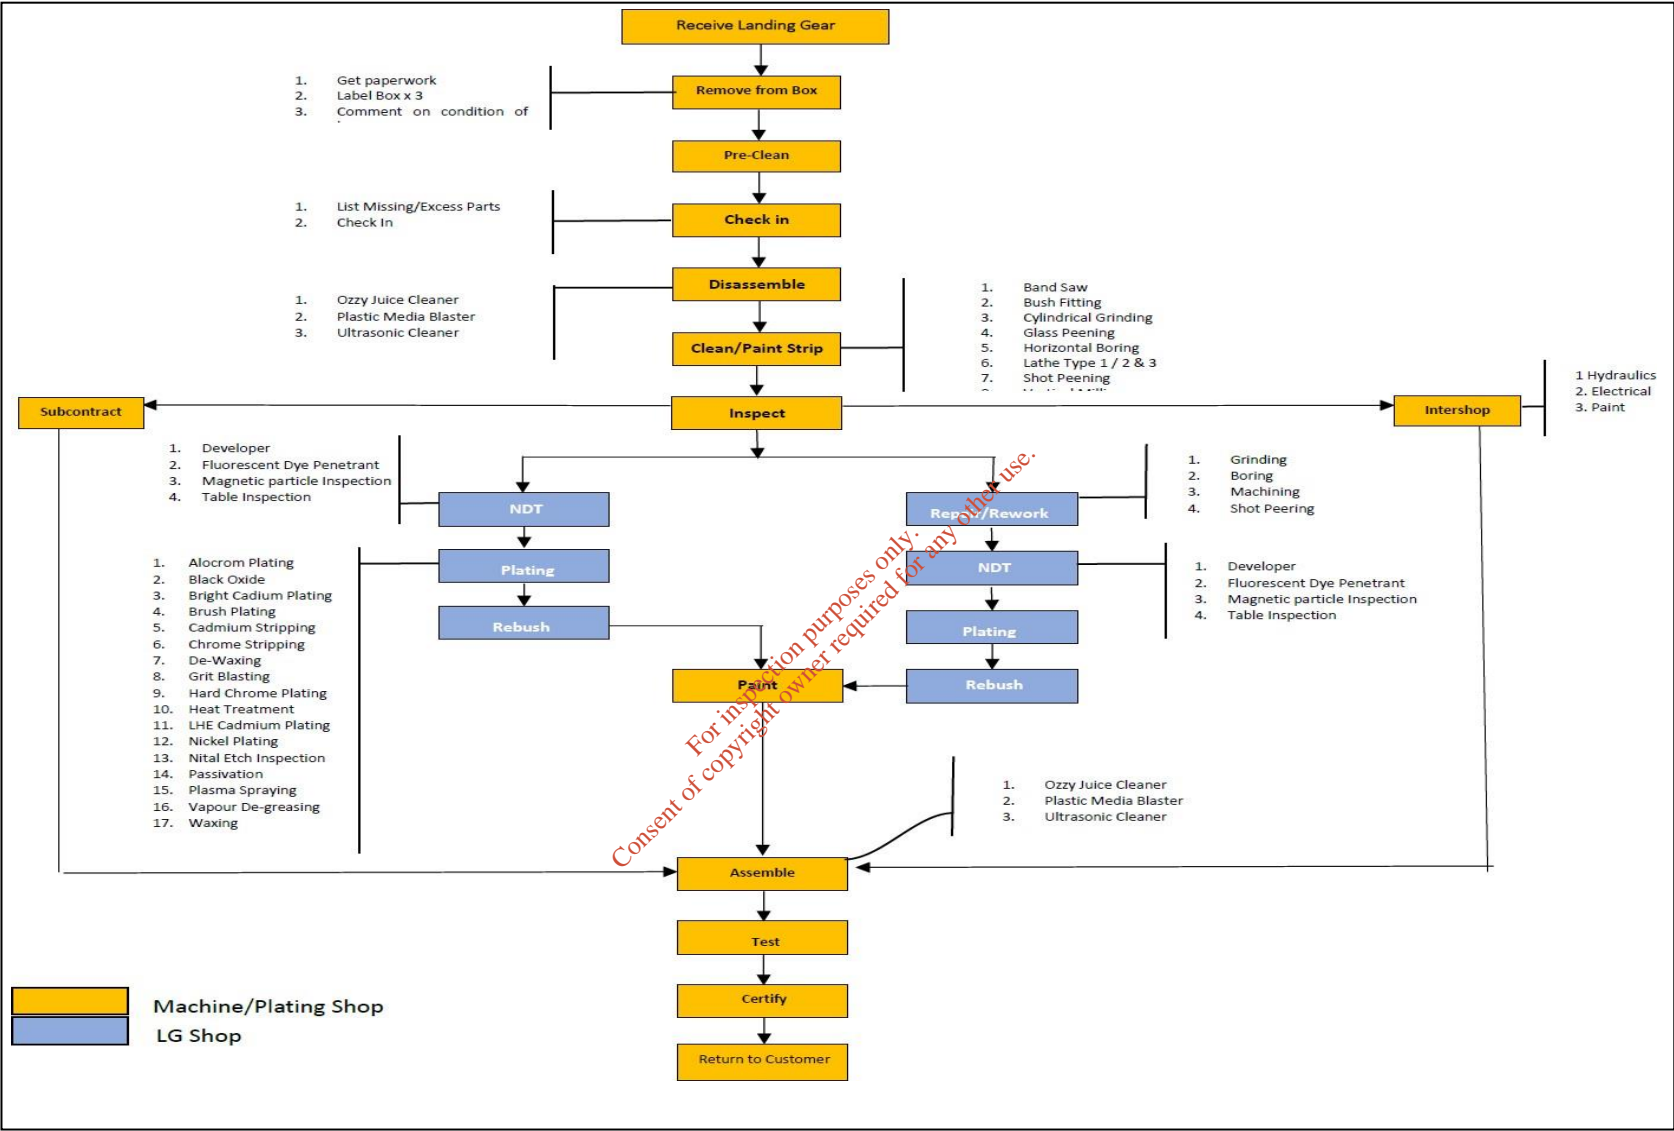 Receive Landing Gear
1. Get paperwork
2. Label Box x 3
3. Comment on condition of
Remove from Box
Pre-Clean
1. List Missing/Excess Parts
2. Check In
Check in
Disassemble
1. Ozzy Juice Cleaner
2. Plastic Media Blaster
3. Ultrasonic Cleaner
Clean/Paint Strip
1. Band Saw
2. Bush Fitting
3. Cylindrical Grinding
4. Glass Peening
5. Horizontal Boring
6. Lathe Type 1 / 2 & 3
7. Shot Peening
Subcontract
Inspect
Intershop
1 Hydraulics
2. Electrical
3. Paint
1. Developer
2. Fluorescent Dye Penetrant
3. Magnetic particle Inspection
4. Table Inspection
NDT
Repair/Rework
1. Grinding
2. Boring
3. Machining
4. Shot Peering
Plating
NDT
1. Developer
2. Fluorescent Dye Penetrant
3. Magnetic particle Inspection
4. Table Inspection
1. Alocrom Plating
2. Black Oxide
3. Bright Cadium Plating
4. Brush Plating
5. Cadmium Stripping
6. Chrome Stripping
7. De-Waxing
8. Grit Blasting
9. Hard Chrome Plating
10. Heat Treatment
11. LHE Cadmium Plating
12. Nickel Plating
13. Nital Etch Inspection
14. Passivation
15. Plasma Spraying
16. Vapour De-greasing
17. Waxing
Rebush
Plating
Paint
Rebush
For inspection purposes only.
Consent of copyright owner required for any other use.
1. Ozzy Juice Cleaner
2. Plastic Media Blaster
3. Ultrasonic Cleaner
Assemble
Test
Certify
Return to Customer
Machine/Plating Shop
LG Shop